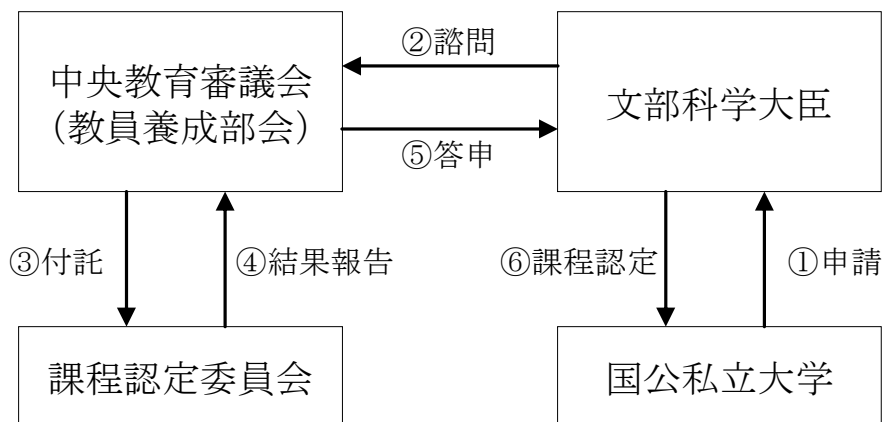 ②諮問
中央教育審議会
（教員養成部会）
文部科学大臣
⑤答申
③付託
④結果報告
⑥課程認定
①申請
課程認定委員会
国公私立大学